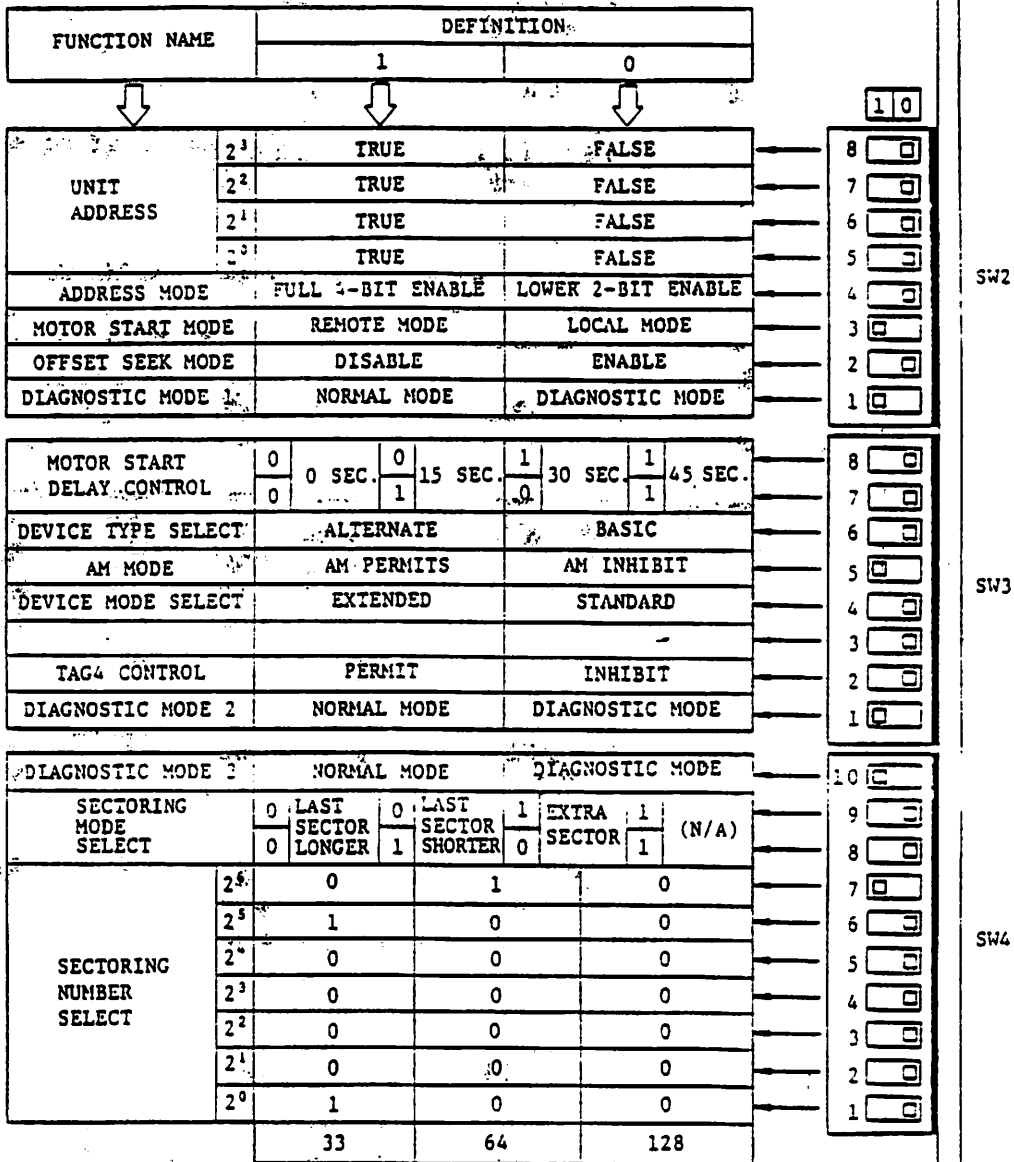 FUNCTION NAME
DEFINITION
1 0
1 0
UNIT ADDRESS
2³ TRUE FALSE 8
2² TRUE FALSE 7
2¹ TRUE FALSE 6
TRUE FALSE 5
ADDRESS MODE FULL 4-BIT ENABLE LOWER 2-BIT ENABLE 4
MOTOR START MODE REMOTE MODE LOCAL MODE 3
OFFSET SEEK MODE DISABLE ENABLE 2
DIAGNOSTIC MODE 1 NORMAL MODE DIAGNOSTIC MODE 1
SW2
MOTOR START DELAY CONTROL
0 0 0 SEC. 0 1 15 SEC. 1 0 30 SEC. 1 1 45 SEC.
8
7
DEVICE TYPE SELECT ALTERNATE BASIC 6
AM MODE AM PERMITS AM INHIBIT 5
DEVICE MODE SELECT EXTENDED STANDARD 4
3
TAG4 CONTROL PERMIT INHIBIT 2
DIAGNOSTIC MODE 2 NORMAL MODE DIAGNOSTIC MODE 1
SW3
DIAGNOSTIC MODE NORMAL MODE DIAGNOSTIC MODE 10
SECTORING MODE SELECT
0 0 LAST SECTOR LONGER 0 1 LAST SECTOR SHORTER 1 0 EXTRA SECTOR 1 1 (N/A)
9
8
SECTORING NUMBER SELECT
2⁶ 0 1 0 7
2⁵ 1 0 0 6
2⁴ 0 0 0 5
2³ 0 0 0 4
2² 0 0 0 3
2¹ 0 0 0 2
2⁰ 1 0 0 1
33 64 128
SW4